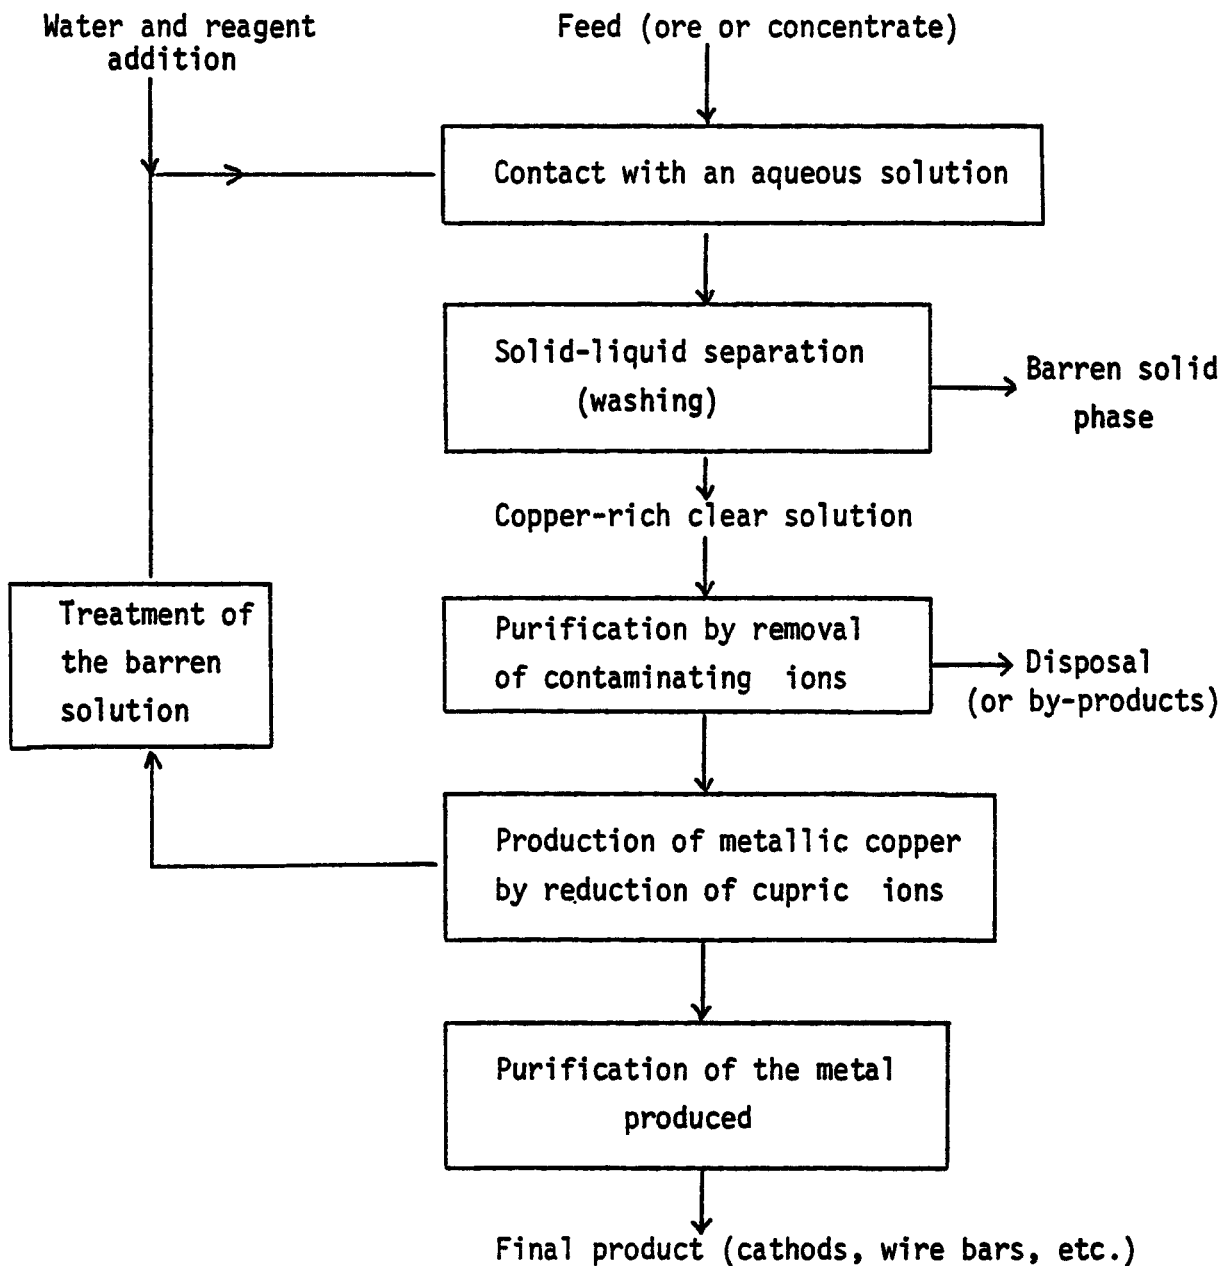 Water and reagent
addition
Feed (ore or concentrate)
Contact with an aqueous solution
Solid-liquid separation
(washing)
Barren solid
phase
Copper-rich clear solution
Treatment of
the barren
solution
Purification by removal
of contaminating ions
Disposal
(or by-products)
Production of metallic copper
by reduction of cupric ions
Purification of the metal
produced
Final product (cathods, wire bars, etc.)